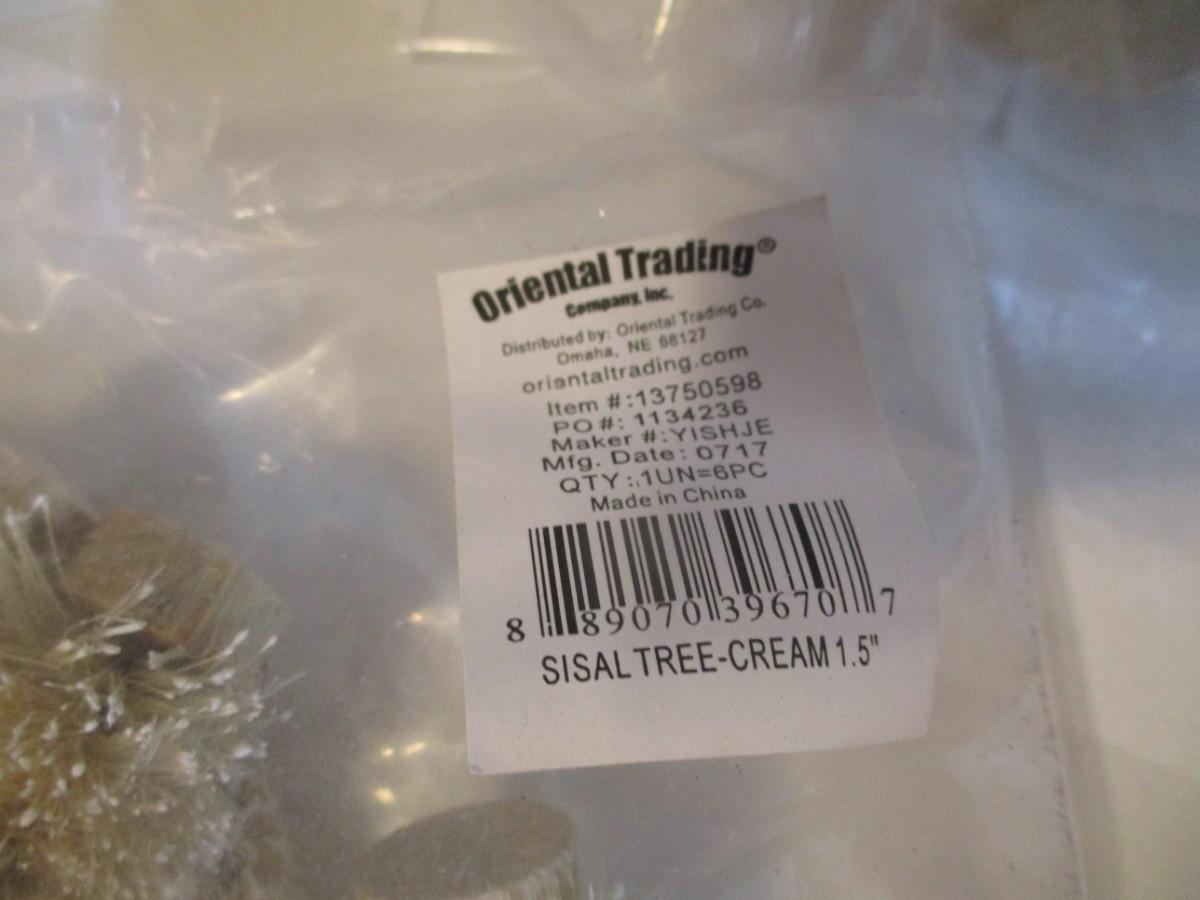 Oriental Trading®
Company, Inc.
Distributed by: Oriental Trading Co.
Omaha, NE 68127
orientaltrading.com
Item #:13750598
PO#: 1134236
Maker #:YISHJE
Mfg. Date: 0717
QTY:.1UN=6PC
Made in China
8 89070 39670 7
SISAL TREE-CREAM 1.5"